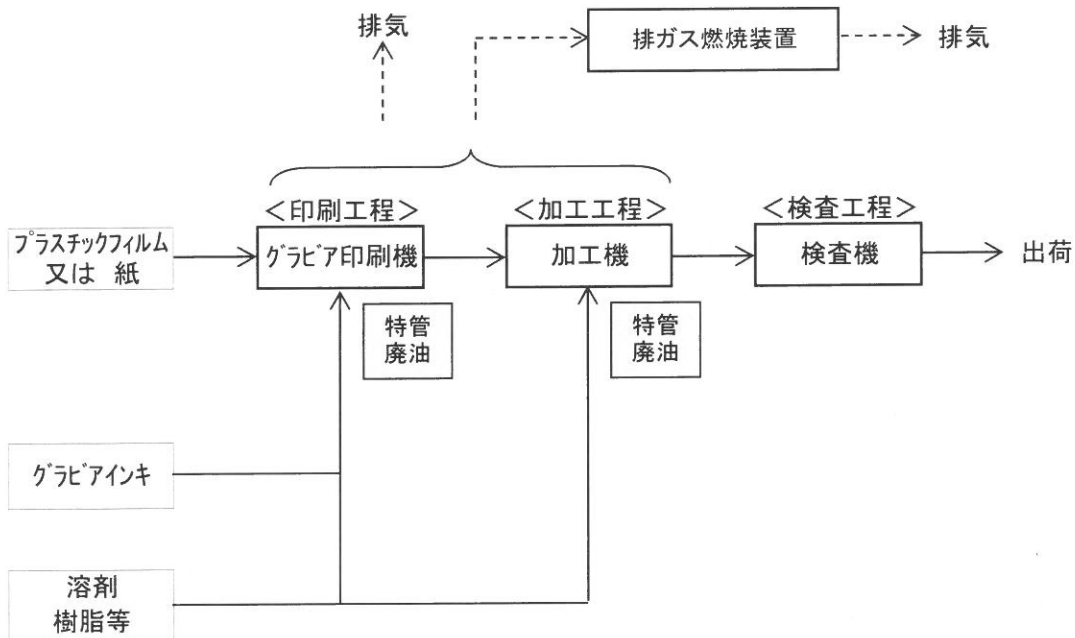 排気
排ガス燃焼装置
排気
＜印刷工程＞
＜加工工程＞
＜検査工程＞
ﾌﾟﾗｽﾁｯｸﾌｨﾙﾑ
又は　紙
ｸﾞﾗﾋﾞｱ印刷機
加工機
検査機
出荷
特管
廃油
特管
廃油
ｸﾞﾗﾋﾞｱｲﾝｷ
溶剤
樹脂等